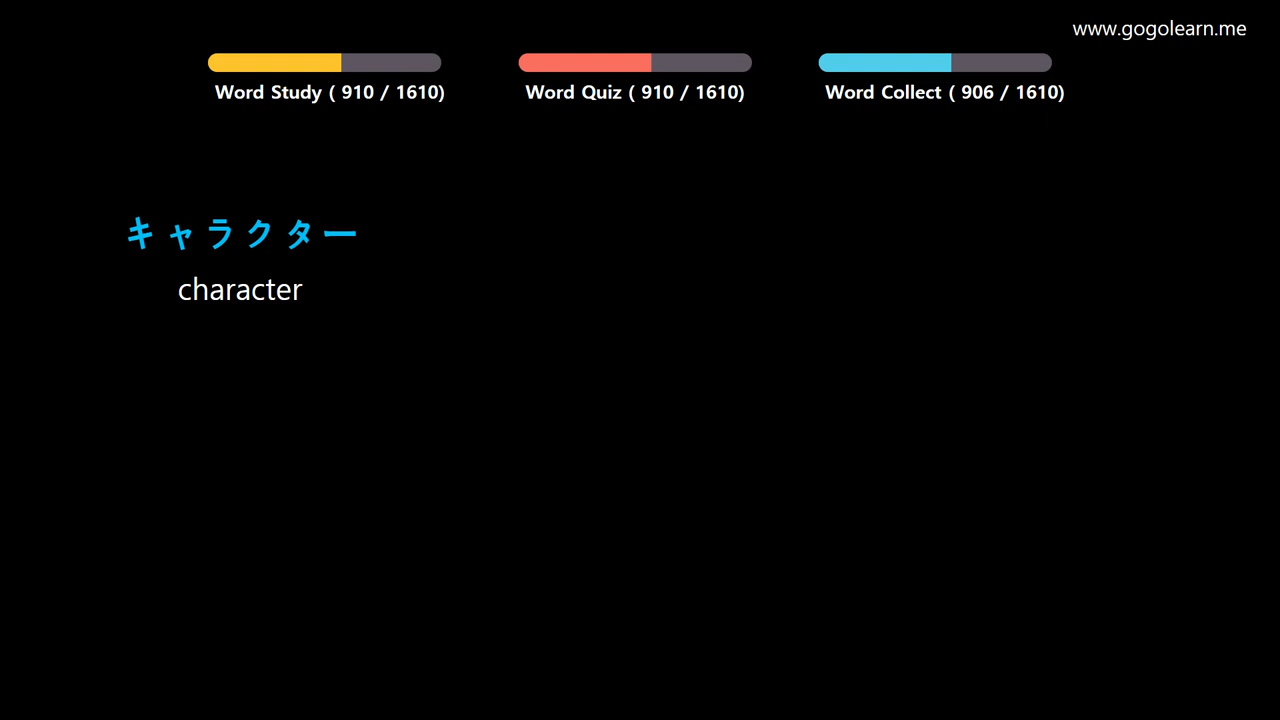 www.gogolearn.me
Word Study ( 910 / 1610)
Word Quiz ( 910 / 1610)
Word Collect ( 906 / 1610)
キャラクター
character